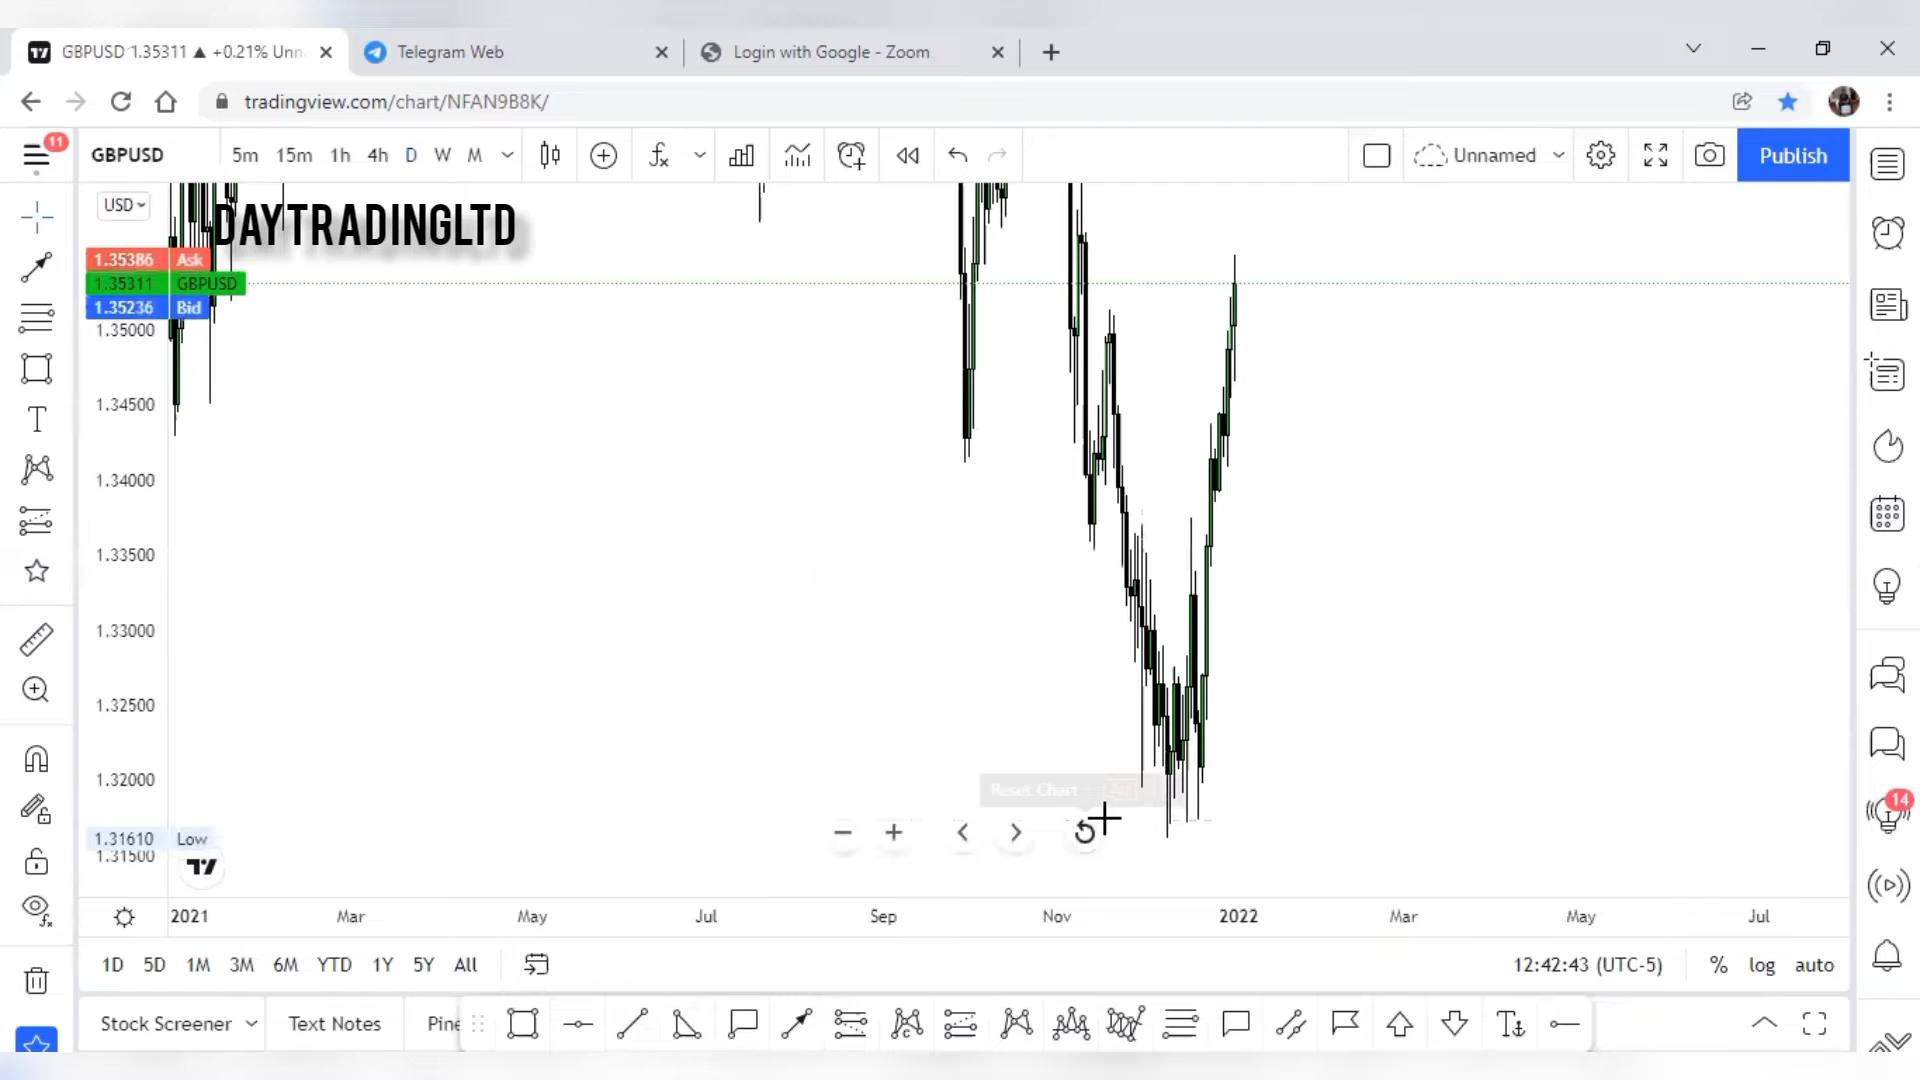 GBPUSD 1.35311 ▲ +0.21% Unn
Telegram Web
Login with Google - Zoom
tradingview.com/chart/NFAN9B8K/
11
GBPUSD 5m 15m 1h 4h D W M
Unnamed
Publish
USD
DAYTRADINGLTD
1.35386 Ask
1.35311 GBPUSD
1.35236 Bid
1.35000
1.34500
1.34000
1.33500
1.33000
1.32500
1.32000
Reset Chart
1.31610 Low
1.31500
14
2021 Mar May Jul Sep Nov 2022 Mar May Jul
1D 5D 1M 3M 6M YTD 1Y 5Y All
12:42:43 (UTC-5) % log auto
Stock Screener Text Notes Pine